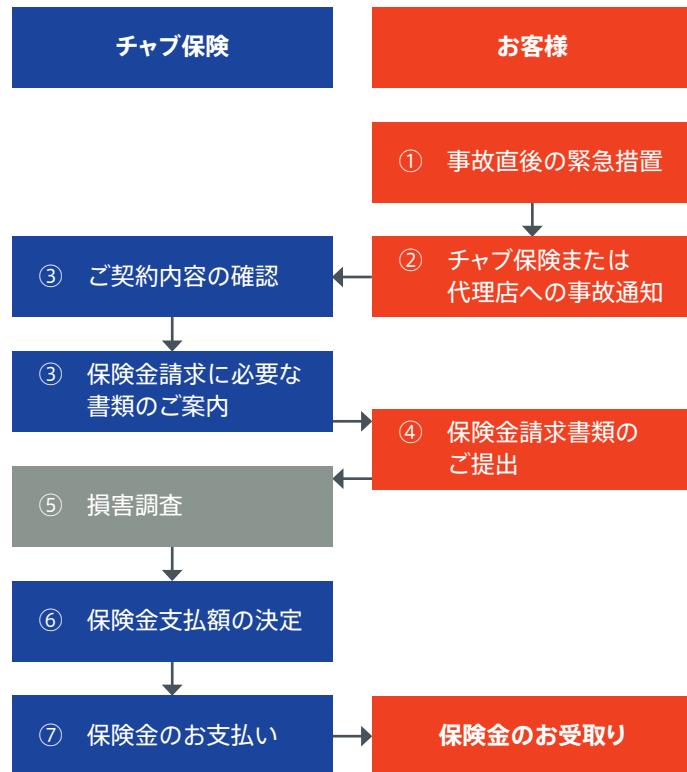 チャブ保険
お客様
① 事故直後の緊急措置
② チャブ保険または
代理店への事故通知
③ ご契約内容の確認
③ 保険金請求に必要な
書類のご案内
④ 保険金請求書類の
ご提出
⑤ 損害調査
⑥ 保険金支払額の決定
⑦ 保険金のお支払い
保険金のお受取り